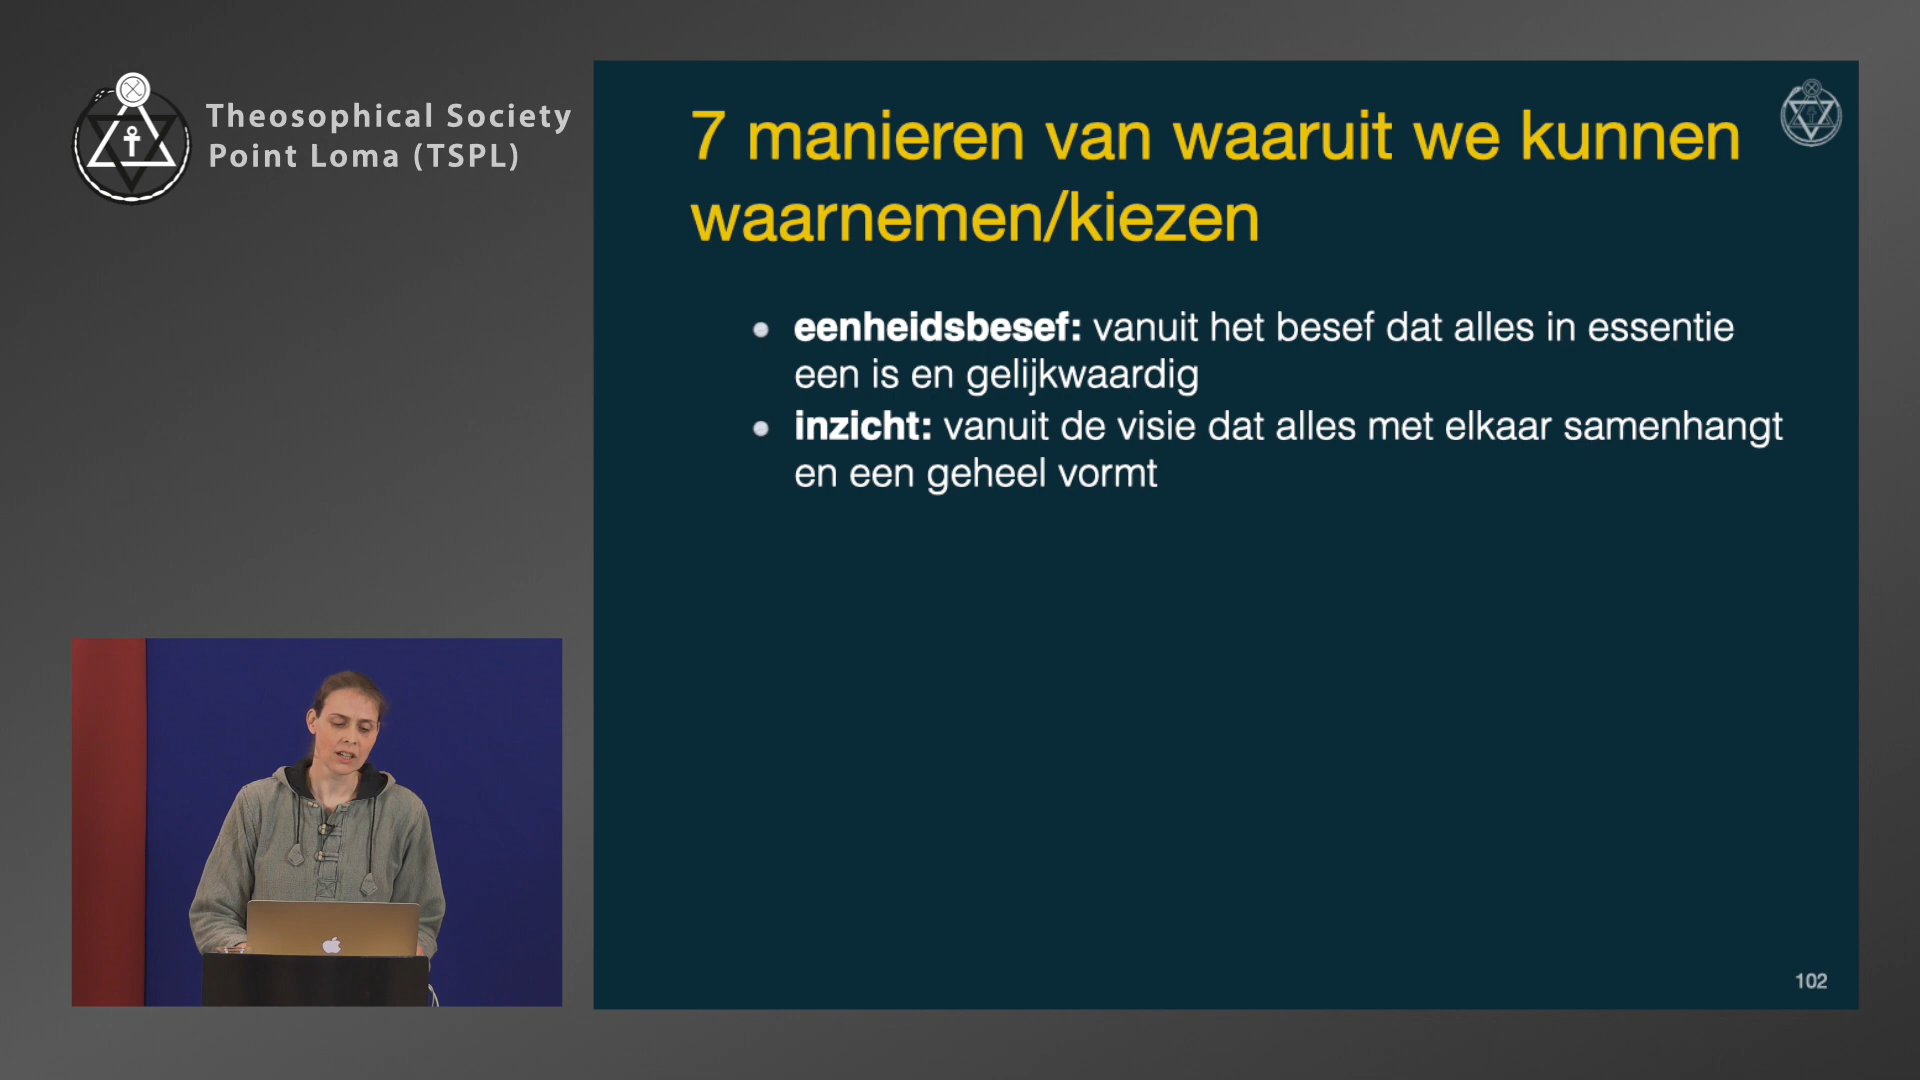 Theosophical Society
Point Loma (TSPL)
7 manieren van waaruit we kunnen
waarnemen/kiezen
eenheidsbesef: vanuit het besef dat alles in essentie
een is en gelijkwaardig
inzicht: vanuit de visie dat alles met elkaar samenhangt
en een geheel vormt
102